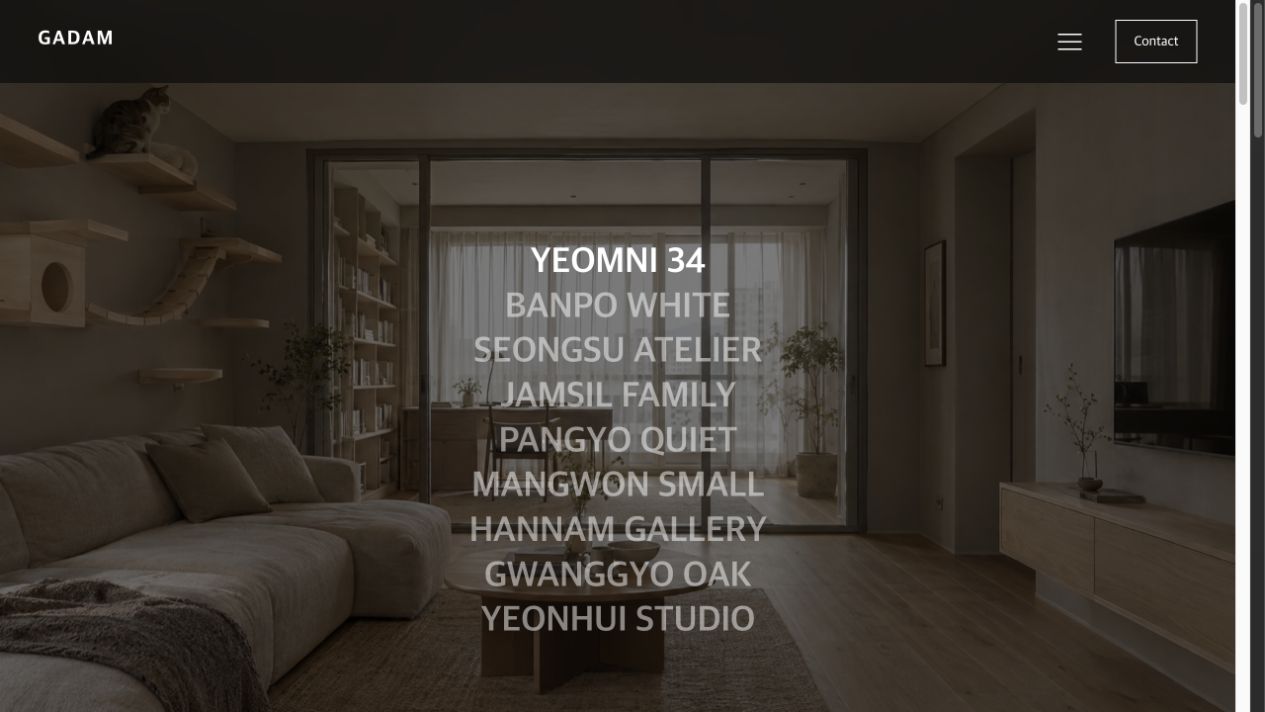 GADAM
Contact
YEOMNI 34
BANPO WHITE
SEONGSU ATELIER
JAMSIL FAMILY
PANGYO QUIET
MANGWON SMALL
HANNAM GALLERY
GWANGGYO OAK
YEONHUI STUDIO